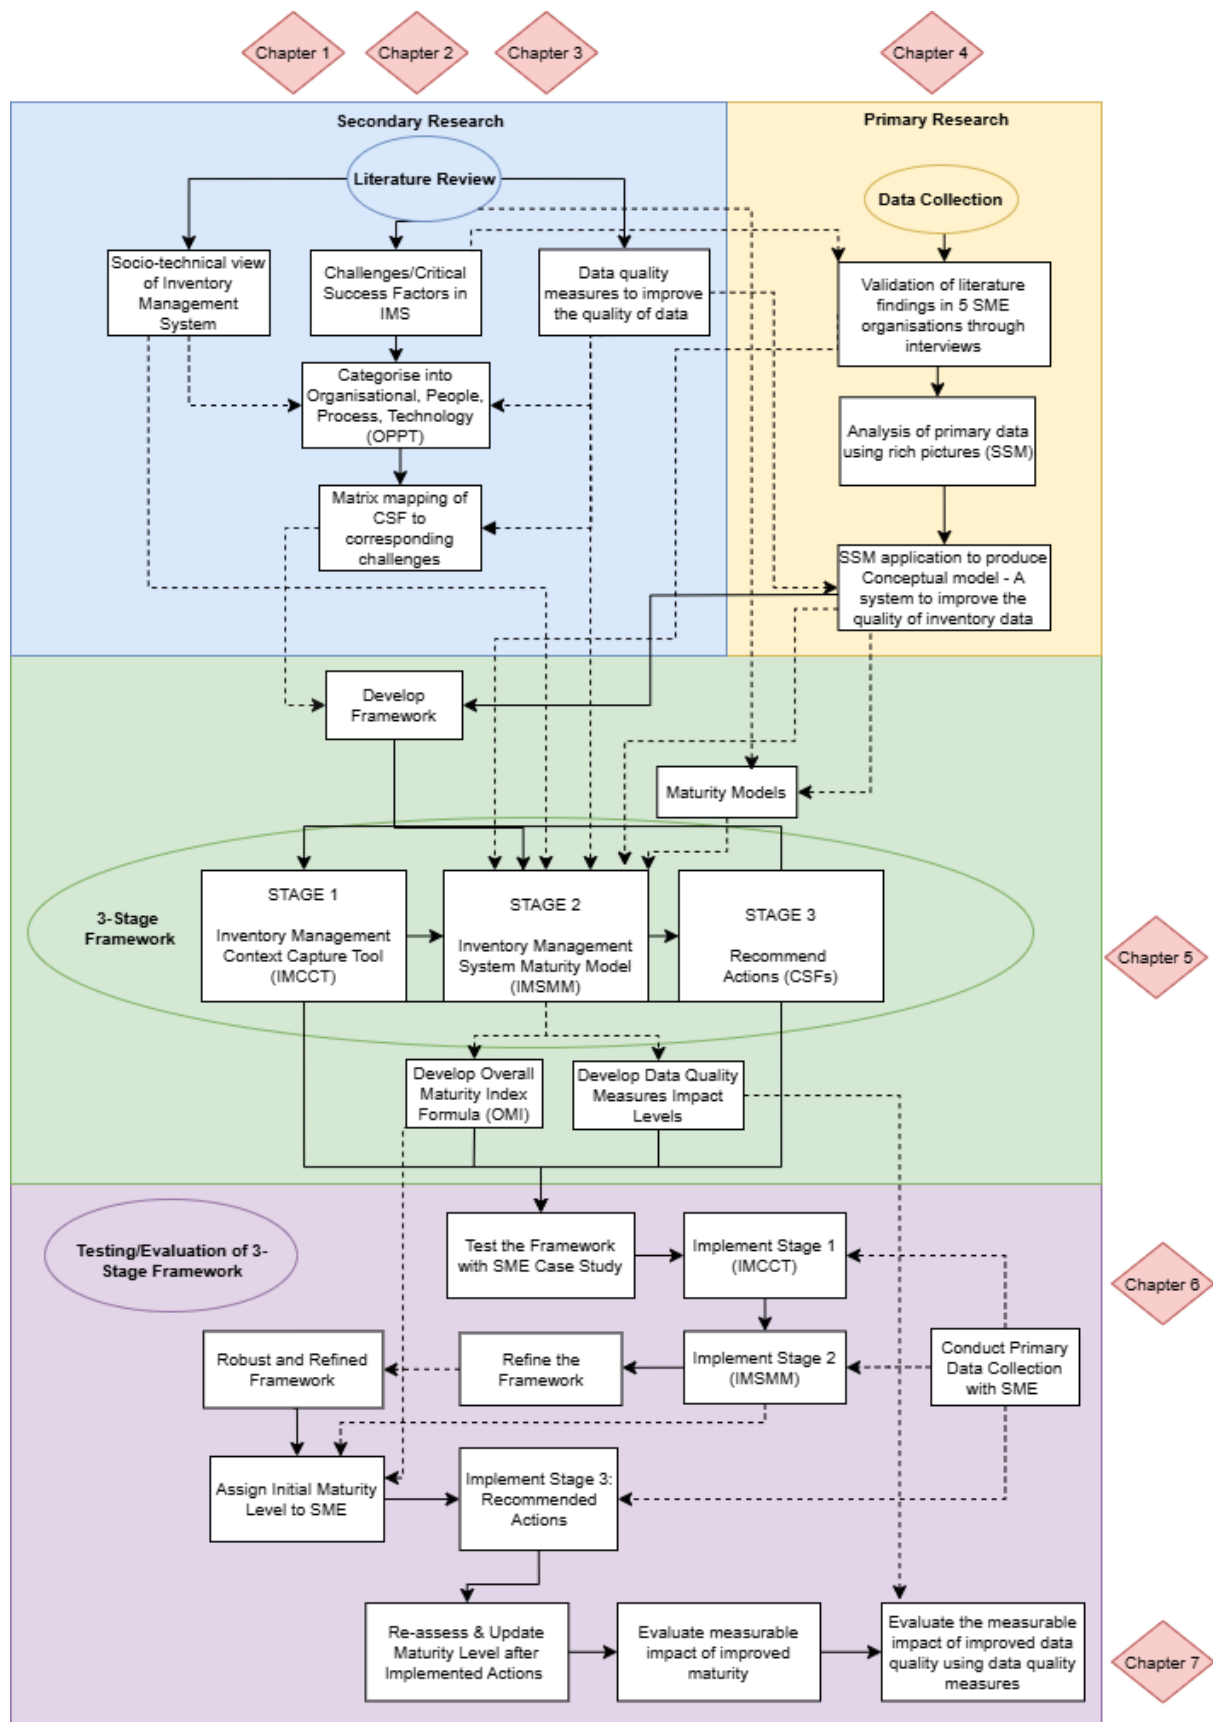 Chapter 1
Chapter 2
Chapter 3
Chapter 4
Secondary Research
Primary Research
Literature Review
Data Collection
Socio-technical view
of Inventory
Management
System
Challenges/Critical
Success Factors in
IMS
Data quality
measures to improve
the quality of data
Validation of literature
findings in 5 SME
organisations through
interviews
Categorise into
Organisational, People,
Process, Technology
(OPPT)
Analysis of primary data
using rich pictures (SSM)
Matrix mapping of
CSF to
corresponding
challenges
SSM application to produce
Conceptual model - A
system to improve the
quality of inventory data
Develop
Framework
Maturity Models
3-Stage
Framework
STAGE 1
Inventory Management
Context Capture Tool
(IMCCT)
STAGE 2
Inventory Management
System Maturity Model
(IMSMM)
STAGE 3
Recommend
Actions (CSFs)
Chapter 5
Develop Overall
Maturity Index
Formula (OMI)
Develop Data Quality
Measures Impact
Levels
Testing/Evaluation of 3-
Stage Framework
Test the Framework
with SME Case Study
Implement Stage 1
(IMCCT)
Chapter 6
Robust and Refined
Framework
Refine the
Framework
Implement Stage 2
(IMSMM)
Conduct Primary
Data Collection
with SME
Assign Initial Maturity
Level to SME
Implement Stage 3:
Recommended
Actions
Re-assess & Update
Maturity Level after
Implemented Actions
Evaluate measurable
impact of improved
maturity
Evaluate the measurable
impact of improved data
quality using data quality
measures
Chapter 7